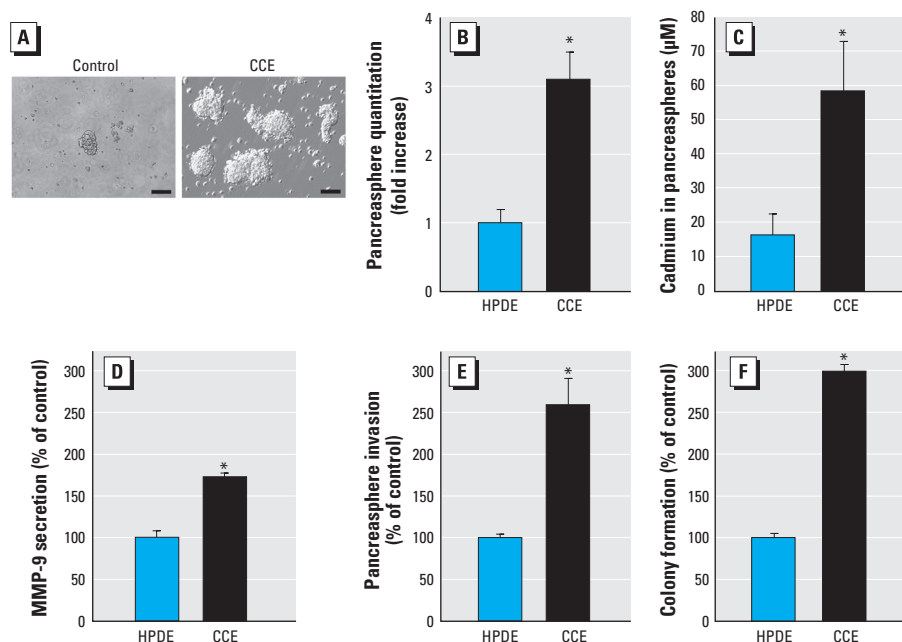 A
Control
CCE
B
Pancreasphere quantitation
(fold increase)
4
3
2
1
0
*
HPDE
CCE
C
Cadmium in pancreaspheres (µM)
80
70
60
50
40
30
20
10
0
*
HPDE
CCE
D
MMP-9 secretion (% of control)
300
250
200
150
100
50
0
*
HPDE
CCE
E
Pancreasphere invasion
(% of control)
300
250
200
150
100
50
0
*
HPDE
CCE
F
Colony formation (% of control)
300
250
200
150
100
50
0
*
HPDE
CCE